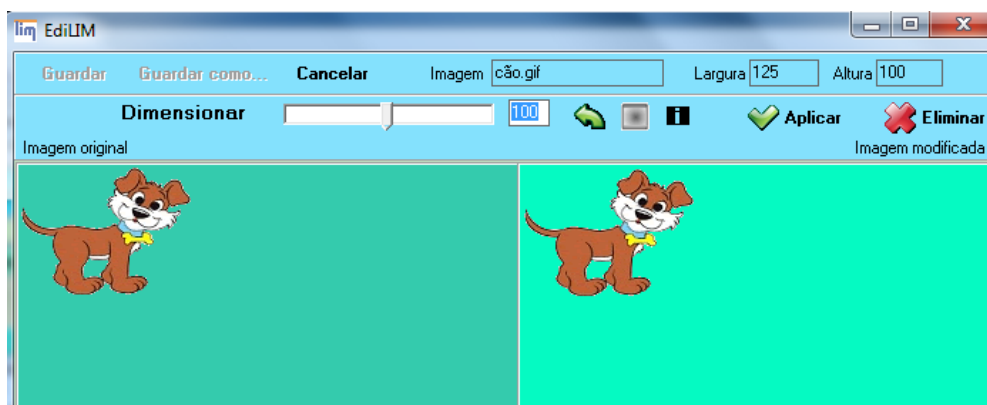 lim EdiLIM
Guardar Guardar como... Cancelar Imagem cão.gif Largura 125 Altura 100
Dimensionar 100 i Aplicar Eliminar
Imagem original Imagem modificada